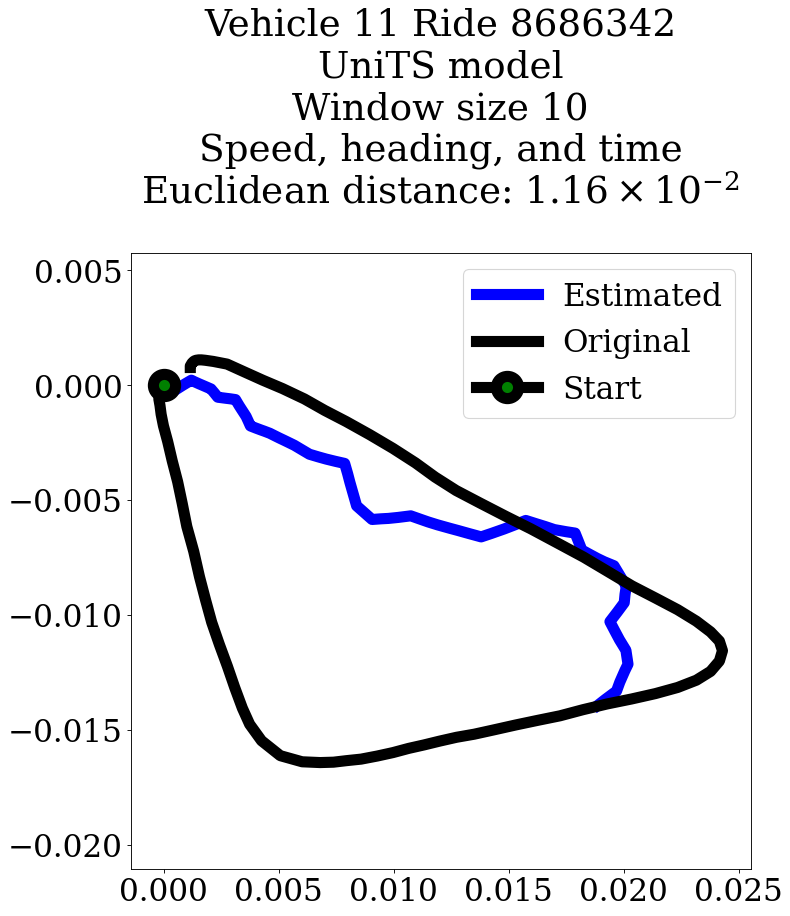 Vehicle 11 Ride 8686342
UniTS model
Window size 10
Speed, heading, and time
Euclidean distance: 1.16 × 10⁻²
Estimated
Original
Start
0.005
0.000
−0.005
−0.010
−0.015
−0.020
0.000 0.005 0.010 0.015 0.020 0.025